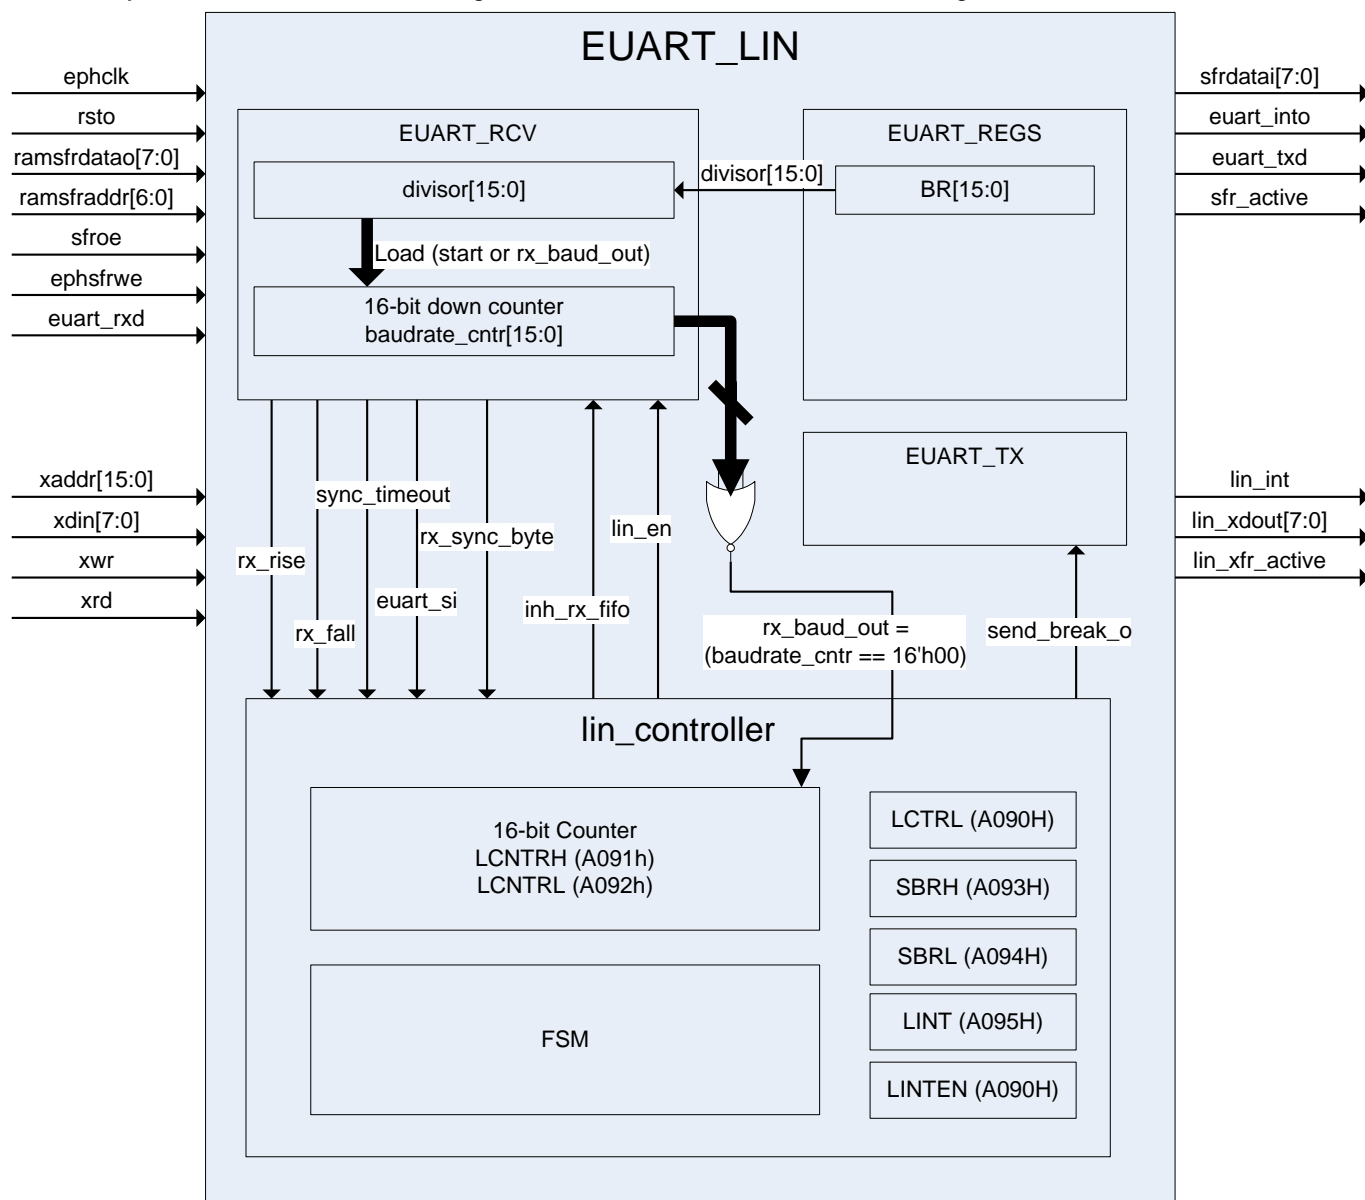 EUART_LIN
ephclk
rsto
ramsfrdatao[7:0]
ramsfraddr[6:0]
sfroe
ephsfrwe
euart_rxd
xaddr[15:0]
xdin[7:0]
xwr
xrd
EUART_RCV
divisor[15:0]
Load (start or rx_baud_out)
16-bit down counter
baudrate_cntr[15:0]
divisor[15:0]
EUART_REGS
BR[15:0]
EUART_TX
sfrdatai[7:0]
euart_into
euart_txd
sfr_active
lin_int
lin_xdout[7:0]
lin_xfr_active
rx_rise
rx_fall
sync_timeout
euart_si
rx_sync_byte
inh_rx_fifo
lin_en
rx_baud_out =
(baudrate_cntr == 16'h00)
send_break_o
lin_controller
16-bit Counter
LCNTRH (A091h)
LCNTRL (A092h)
FSM
LCTRL (A090H)
SBRH (A093H)
SBRL (A094H)
LINT (A095H)
LINTEN (A090H)